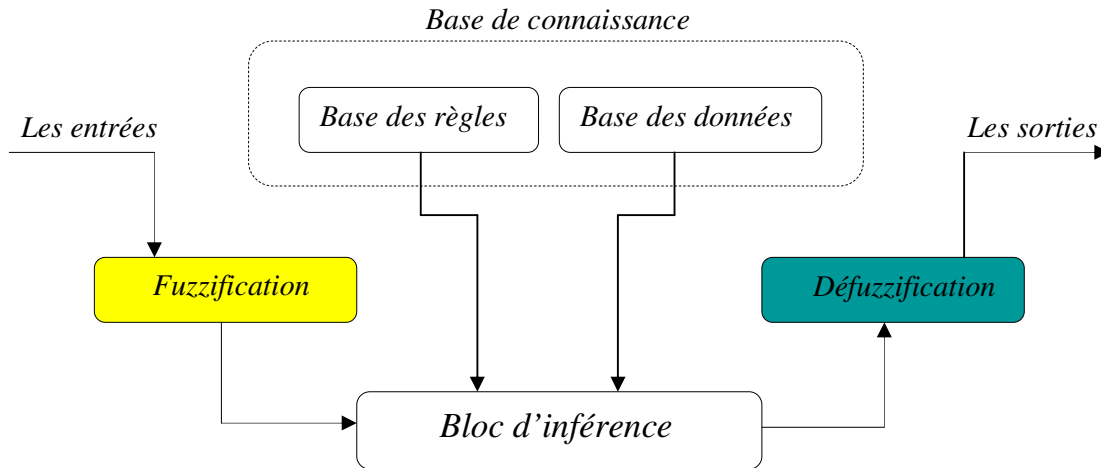 Base de connaissance
Base des règles
Base des données
Les entrées
Les sorties
Fuzzification
Défuzzification
Bloc d'inférence